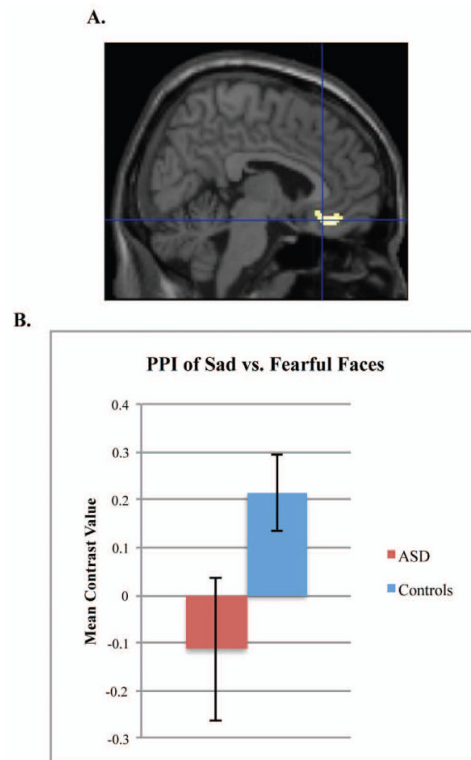 A.
B.
PPI of Sad vs. Fearful Faces
0.4
0.3
0.2
0.1
0
-0.1
-0.2
-0.3
Mean Contrast Value
ASD
Controls